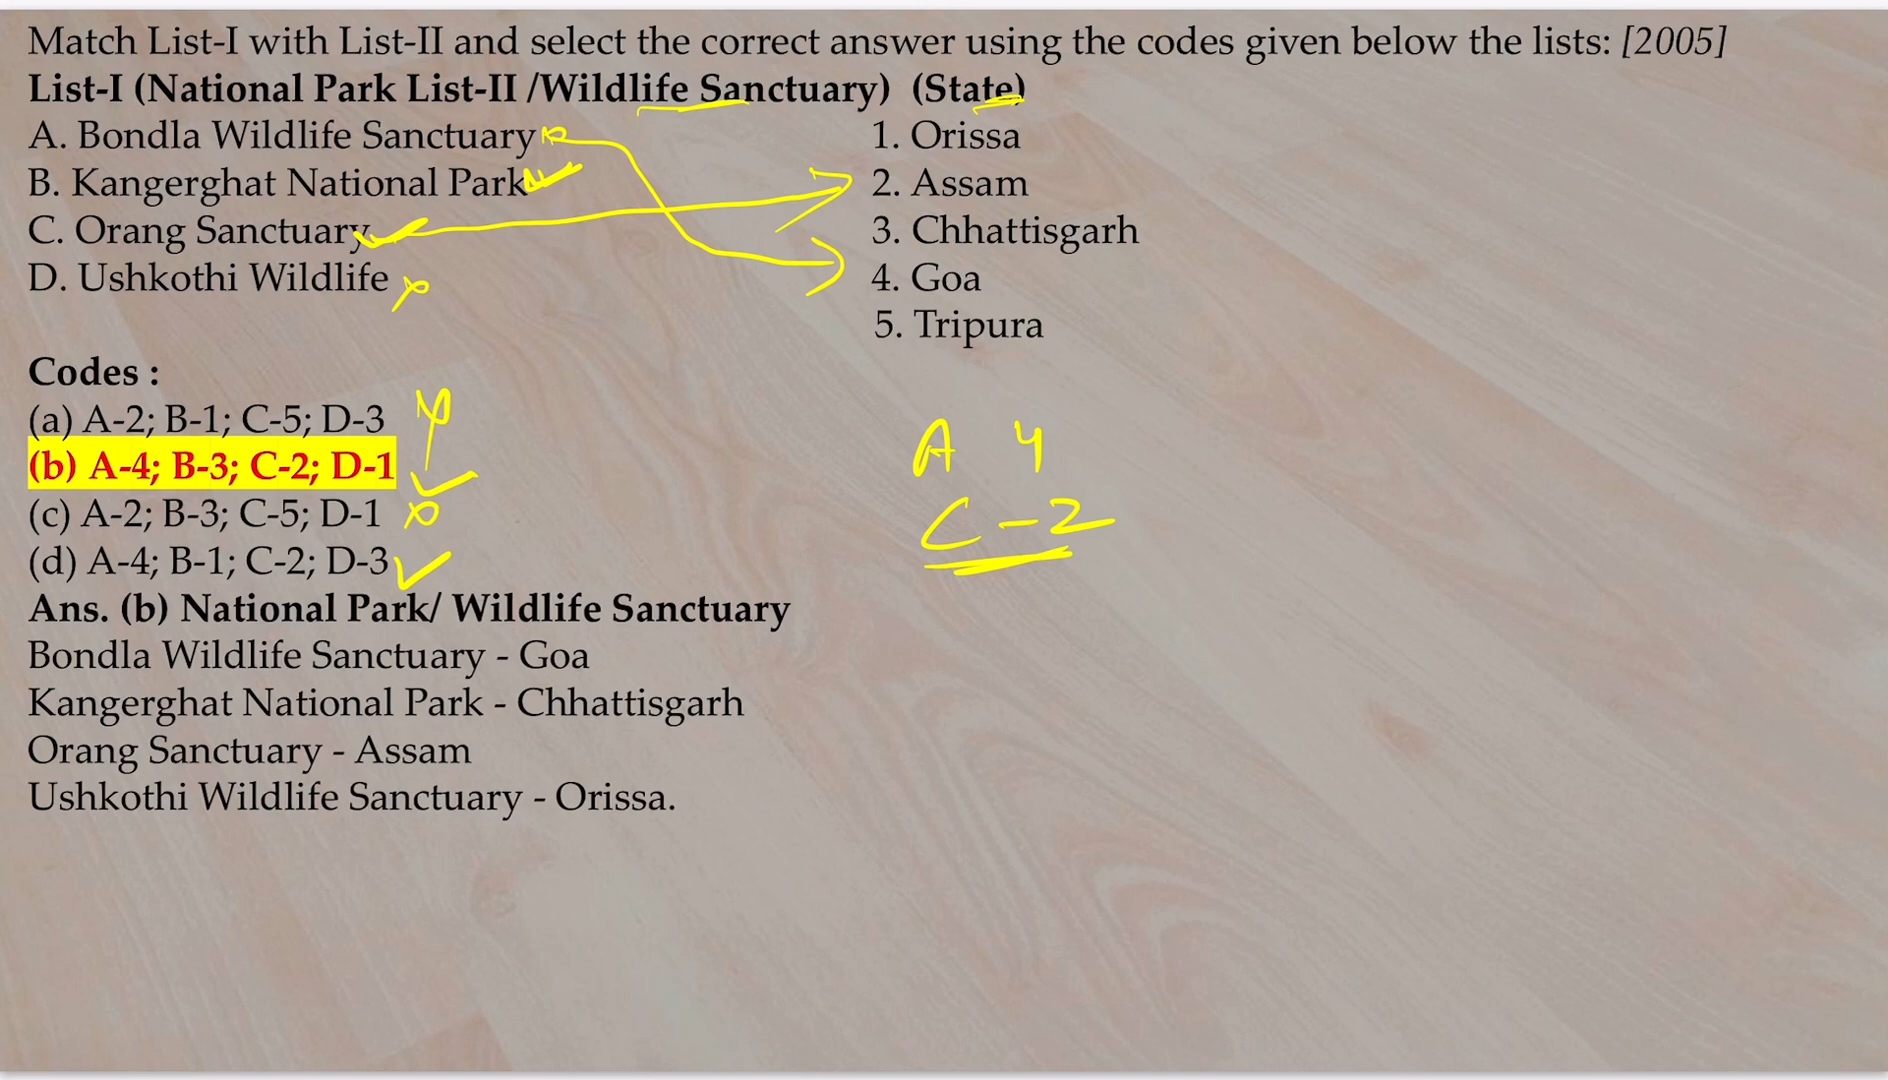 Match List-I with List-II and select the correct answer using the codes given below the lists: [2005]
List-I (National Park List-II /Wildlife Sanctuary) (State)
A. Bondla Wildlife Sanctuary 1. Orissa
B. Kangerghat National Park 2. Assam
C. Orang Sanctuary 3. Chhattisgarh
D. Ushkothi Wildlife 4. Goa
5. Tripura
Codes :
(a) A-2; B-1; C-5; D-3
(b) A-4; B-3; C-2; D-1
(c) A-2; B-3; C-5; D-1
(d) A-4; B-1; C-2; D-3
A 4
C-2
Ans. (b) National Park/ Wildlife Sanctuary
Bondla Wildlife Sanctuary - Goa
Kangerghat National Park - Chhattisgarh
Orang Sanctuary - Assam
Ushkothi Wildlife Sanctuary - Orissa.